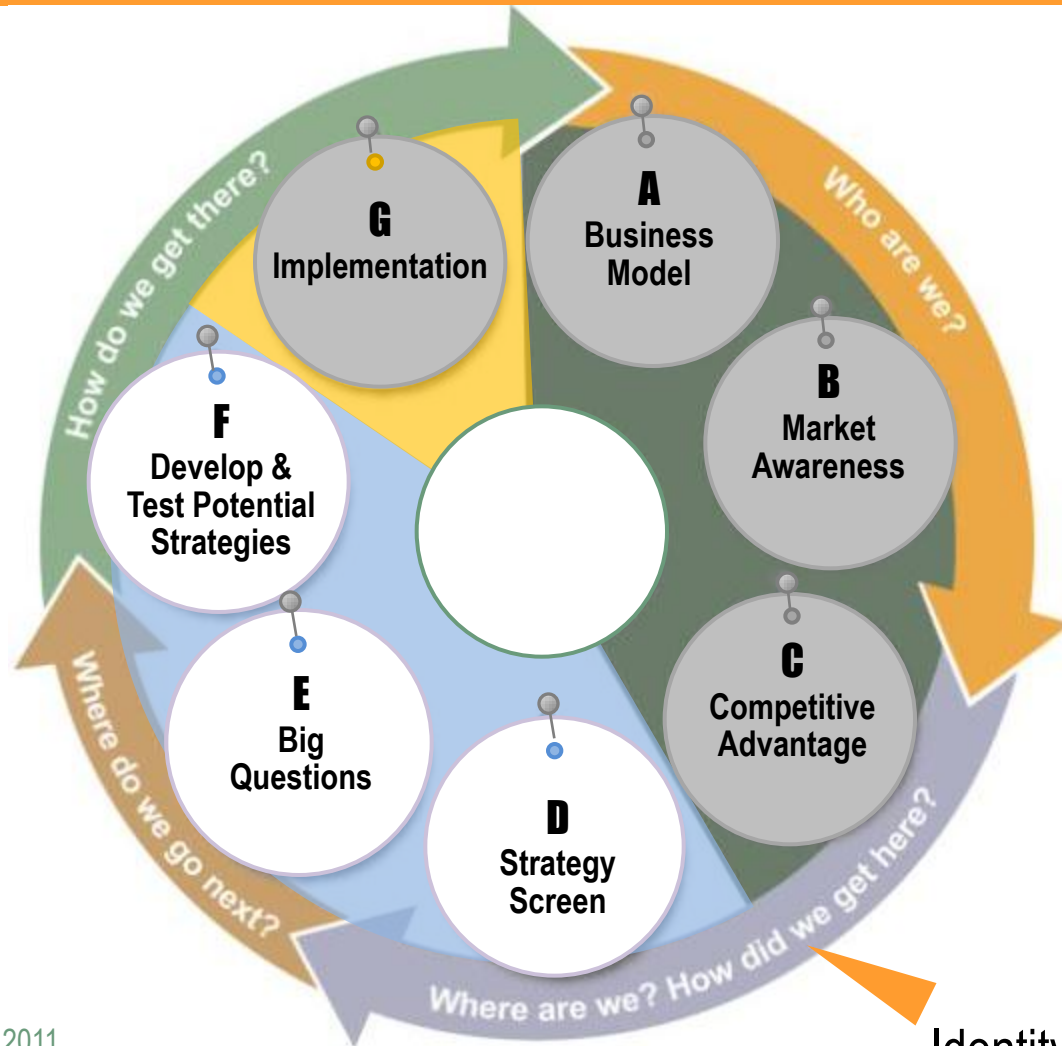 How do we get there?
Who are we?
A
Business
Model
B
Market
Awareness
C
Competitive
Advantage
D
Strategy
Screen
E
Big
Questions
F
Develop &
Test Potential
Strategies
G
Implementation
Where are we? How did we get here?
Where do we go next?
2011
Identity